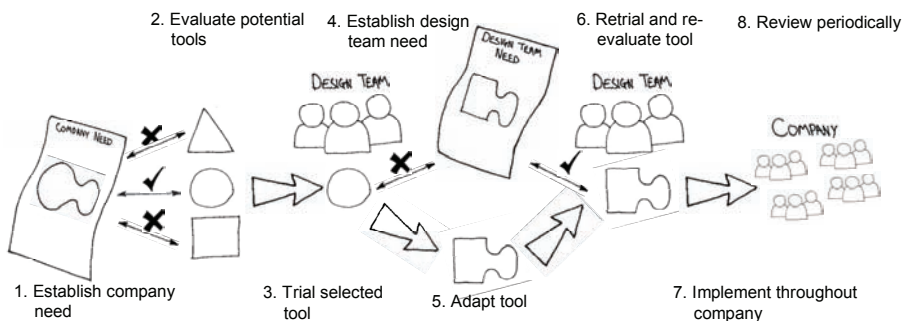 2. Evaluate potential
tools
4. Establish design
team need
6. Retrial and re-
evaluate tool
8. Review periodically
DESIGN TEAM
NEED
DESIGN TEAM
DESIGN TEAM
COMPANY NEED
COMPANY
1. Establish company
need
3. Trial selected
tool
5. Adapt tool
7. Implement throughout
company